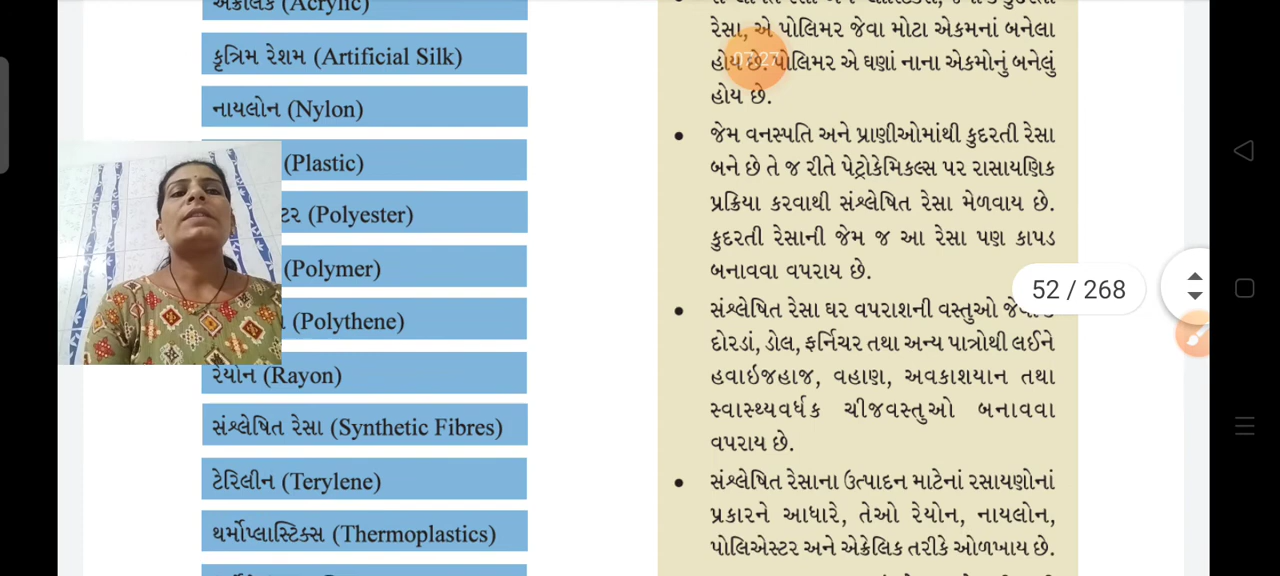 (Acrylic)
કૃત્રિમ રેશમ (Artificial Silk)
નાયલોન (Nylon)
(Plastic)
ટર (Polyester)
(Polymer)
(Polythene)
રેયોન (Rayon)
સંશ્લેષિત રેસા (Synthetic Fibres)
ટેરિલીન (Terylene)
થર્મોપ્લાસ્ટિક્સ (Thermoplastics)
રેસા, એ પોલિમર જેવા મોટા એકમનાં બનેલા
હોય છે. પોલિમર એ ઘણાં નાના એકમોનું બનેલું
હોય છે.
• જેમ વનસ્પતિ અને પ્રાણીઓમાંથી કુદરતી રેસા
બને છે તે જ રીતે પેટ્રોકેમિકલ્સ પર રાસાયણિક
પ્રક્રિયા કરવાથી સંશ્લેષિત રેસા મેળવાય છે.
કુદરતી રેસાની જેમ જ આ રેસા પણ કાપડ
બનાવવા વપરાય છે.
• સંશ્લેષિત રેસા ઘર વપરાશની વસ્તુઓ
દોરડાં, ડોલ, ફર્નિચર તથા અન્ય પાત્રોથી લઈને
હવાઇજહાજ, વહાણ, અવકાશયાન તથા
સ્વાસ્થ્યવર્ધક ચીજવસ્તુઓ બનાવવા
વપરાય છે.
• સંશ્લેષિત રેસાના ઉત્પાદન માટેનાં રસાયણોનાં
પ્રકારને આધારે, તેઓ રેયોન, નાયલોન,
પોલિએસ્ટર અને એક્રેલિક તરીકે ઓળખાય છે.
07:27
52 / 268